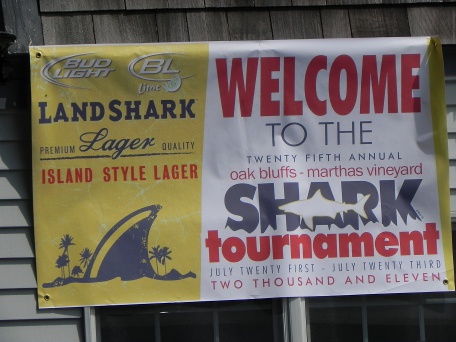 BUD LIGHT
BL lime
LANDSHARK
PREMIUM Lager QUALITY
ISLAND STYLE LAGER
WELCOME
TO THE
TWENTY FIFTH ANNUAL
oak bluffs - marthas vineyard
SHARK
tournament
JULY TWENTY FIRST - JULY TWENTY THIRD
TWO THOUSAND AND ELEVEN